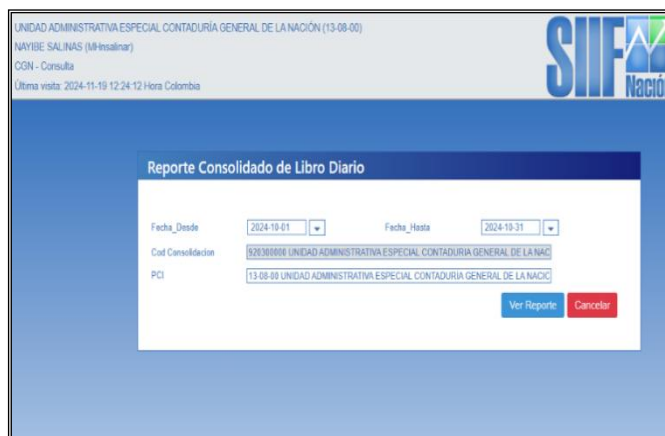 UNIDAD ADMINISTRATIVA ESPECIAL CONTADURÍA GENERAL DE LA NACIÓN (13-08-00)
NAYIBE SALINAS (MHnsalinar)
CGN - Consulta
Última visita: 2024-11-19 12:24:12 Hora Colombia
SIIF Nación
Reporte Consolidado de Libro Diario
Fecha_Desde 2024-10-01 Fecha_Hasta 2024-10-31
Cod Consolidacion 920300000 UNIDAD ADMINISTRATIVA ESPECIAL CONTADURIA GENERAL DE LA NAC
PCI 13-08-00 UNIDAD ADMINISTRATIVA ESPECIAL CONTADURÍA GENERAL DE LA NACIC
Ver Reporte Cancelar